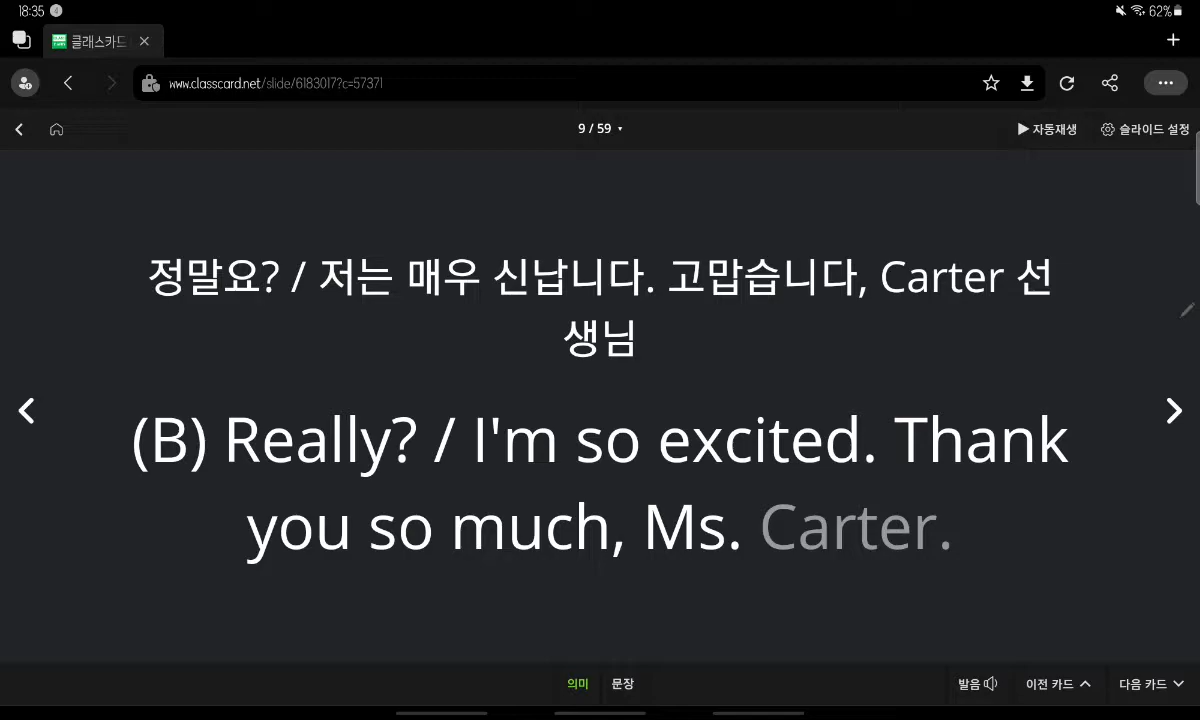 18:35
62%
클래스카드
www.classcard.net/slide/6183017?c=57371
9 / 59
자동재생
슬라이드 설정
정말요? / 저는 매우 신납니다. 고맙습니다, Carter 선
생님
(B) Really? / I'm so excited. Thank
you so much, Ms. Carter.
의미 문장
발음 이전 카드 다음 카드